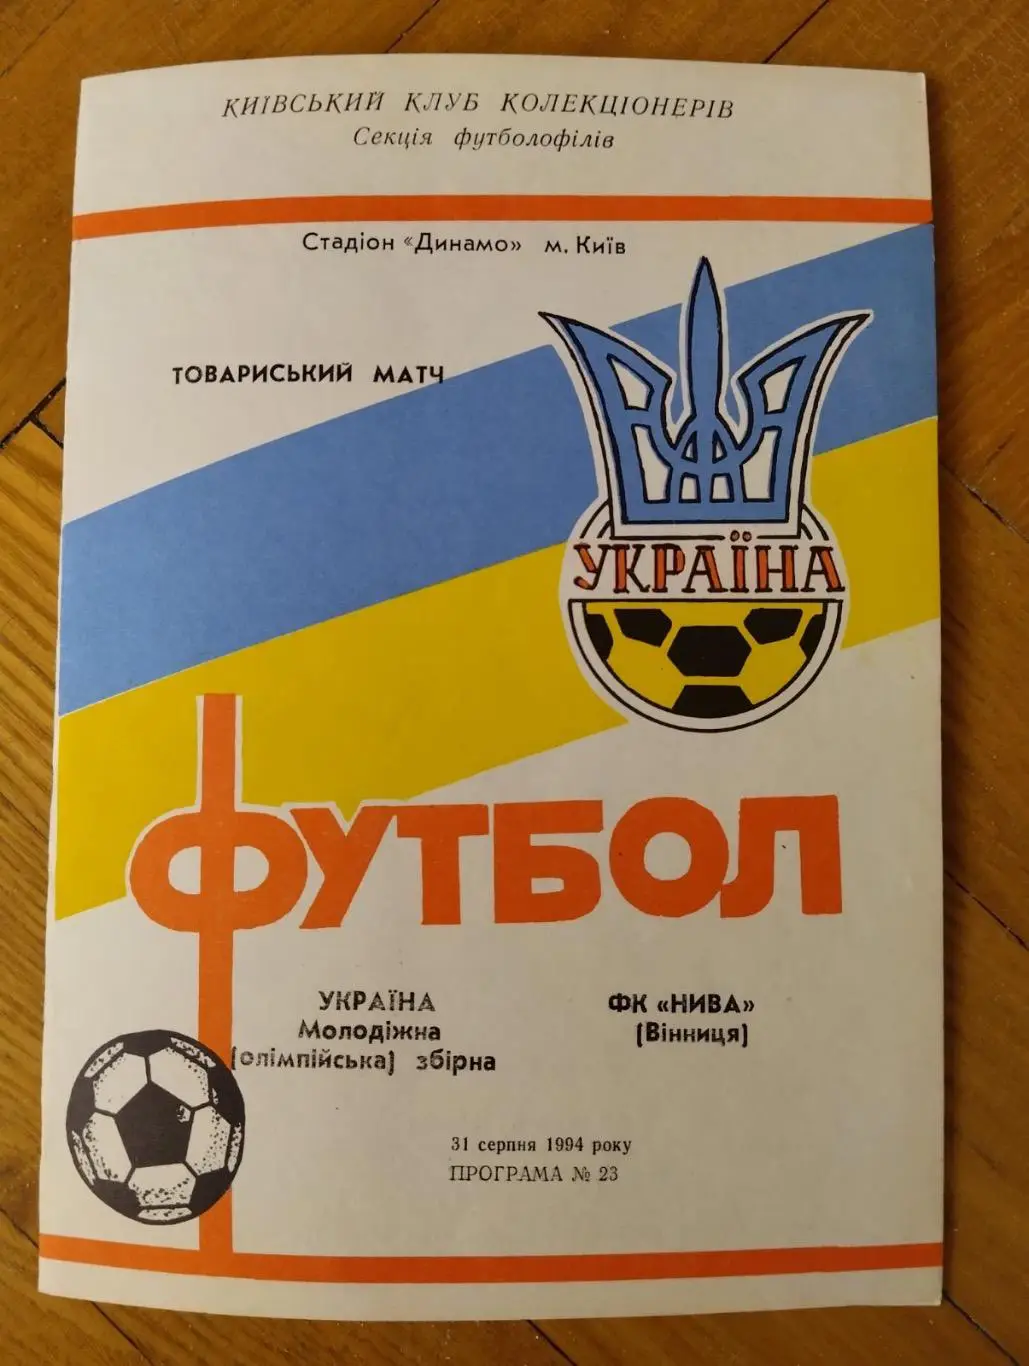 КИЇВСЬКИЙ КЛУБ КОЛЕКЦІОНЕРІВ
Секція футболофілів
Стадіон «Динамо» м. Київ
ТОВАРИСЬКИЙ МАТЧ
УКРАЇНА
ФУТБОЛ
УКРАЇНА
Молодіжна
(олімпійська) збірна
ФК «НИВА»
(Вінниця)
31 серпня 1994 року
ПРОГРАМА № 23